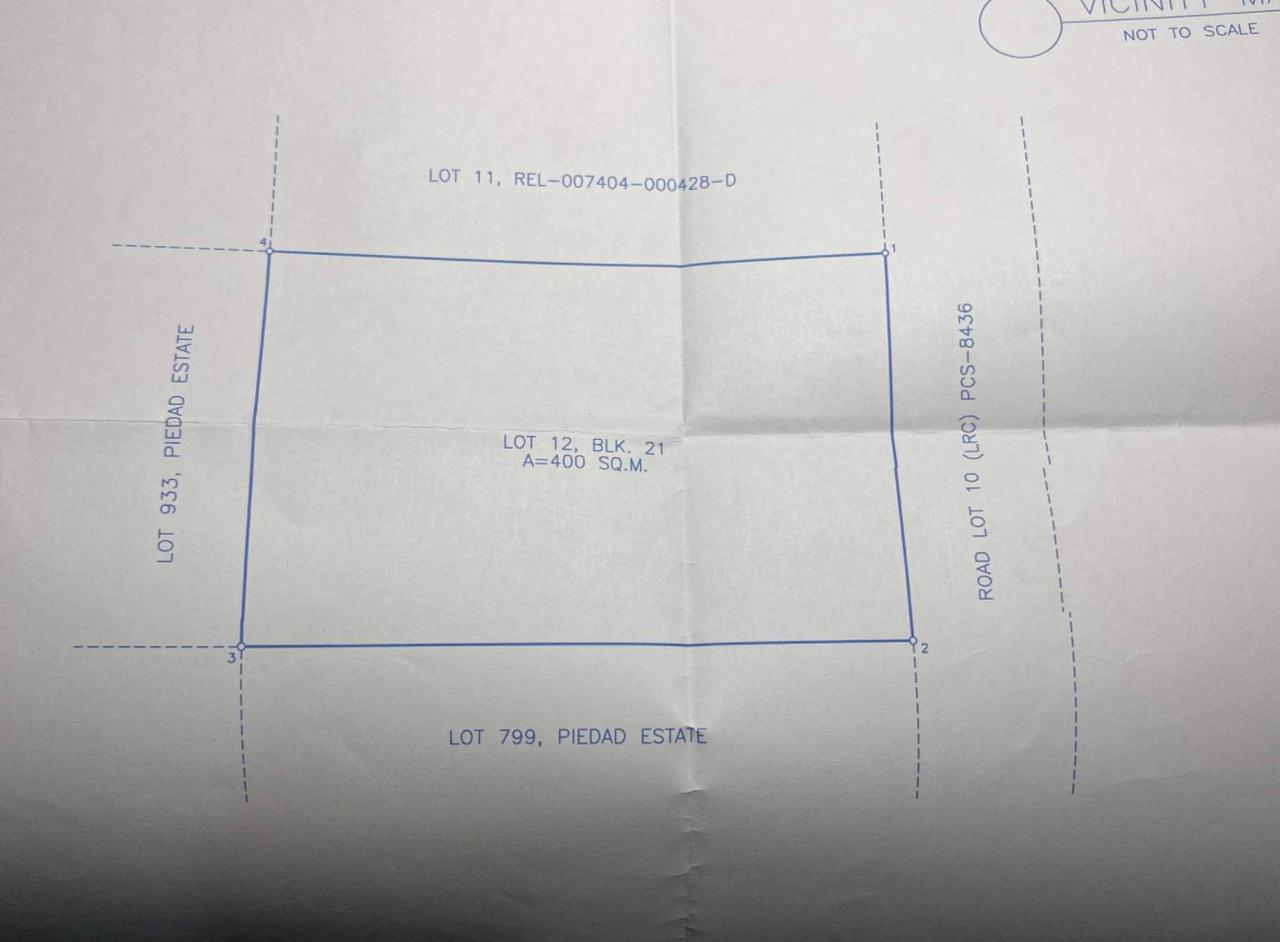 VICINITY
NOT TO SCALE
LOT 11, REL-007404-000428-D
4
1
LOT 933, PIEDAD ESTATE
LOT 12, BLK. 21
A=400 SQ.M.
ROAD LOT 10 (LRC) PCS-8436
3
2
LOT 799, PIEDAD ESTATE